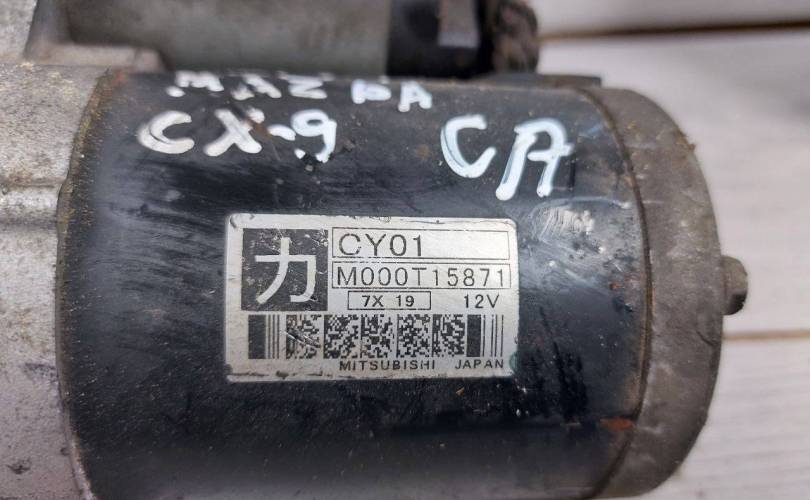 MAZDA
CX-9 CA
力 CY01
M000T15871
7X 19 12V
MITSUBISHI JAPAN